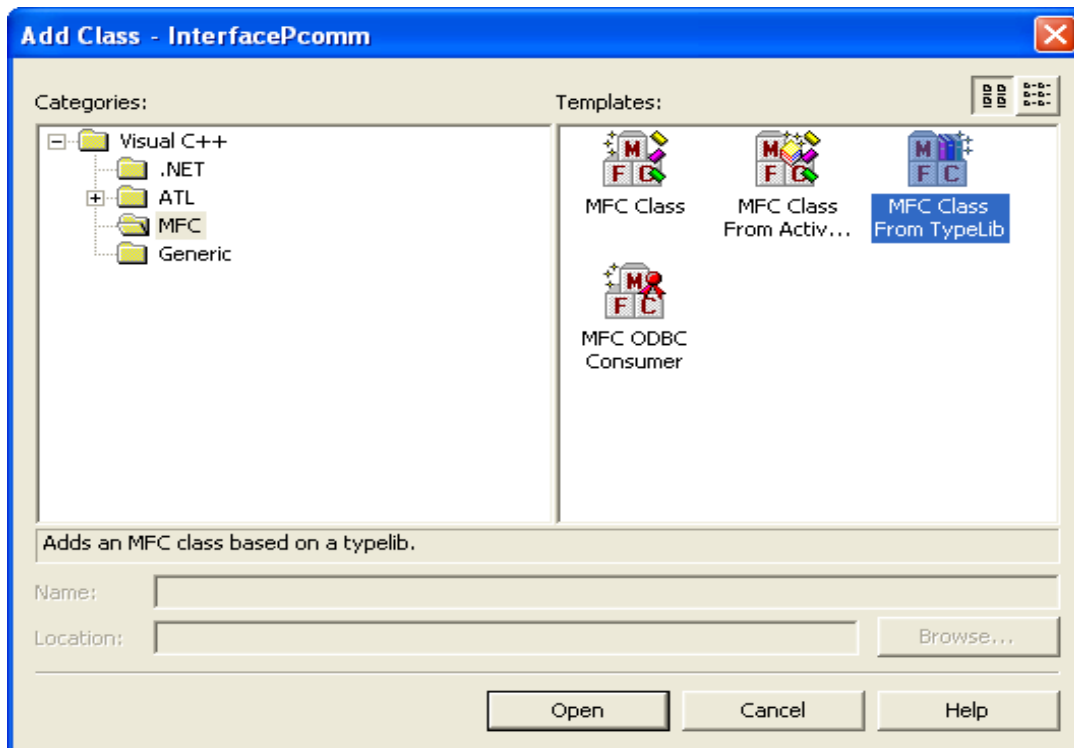 Add Class - InterfacePcomm
Categories:
Templates:
Visual C++
.NET
ATL
MFC
Generic
MFC Class
MFC Class
From Activ...
MFC Class
From TypeLib
MFC ODBC
Consumer
Adds an MFC class based on a typelib.
Name:
Location:
Browse...
Open
Cancel
Help